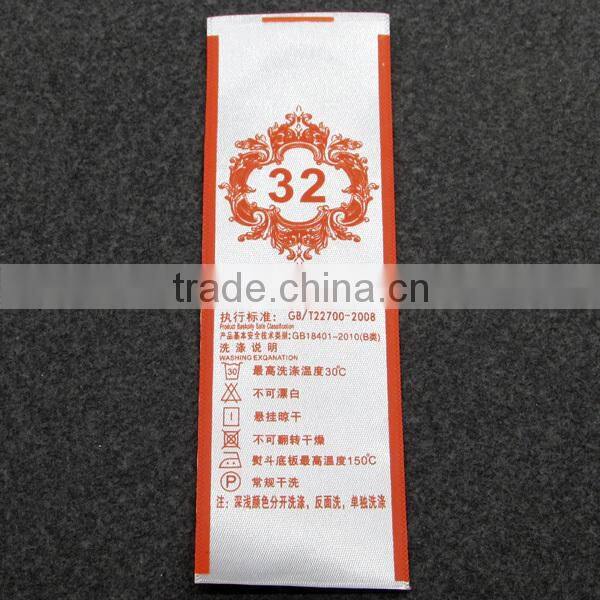 32
trade.china.cn
执行标准: GB/T22700-2008
Product Basically Safe Classification
产品基本安全技术类别: GB18401-2010(B类)
洗涤说明
WASHING EXQANATION
30 最高洗涤温度30℃
不可漂白
悬挂晾干
不可翻转干燥
熨斗底板最高温度150℃
P 常规干洗
注: 深浅颜色分开洗涤，反面洗，单独洗涤